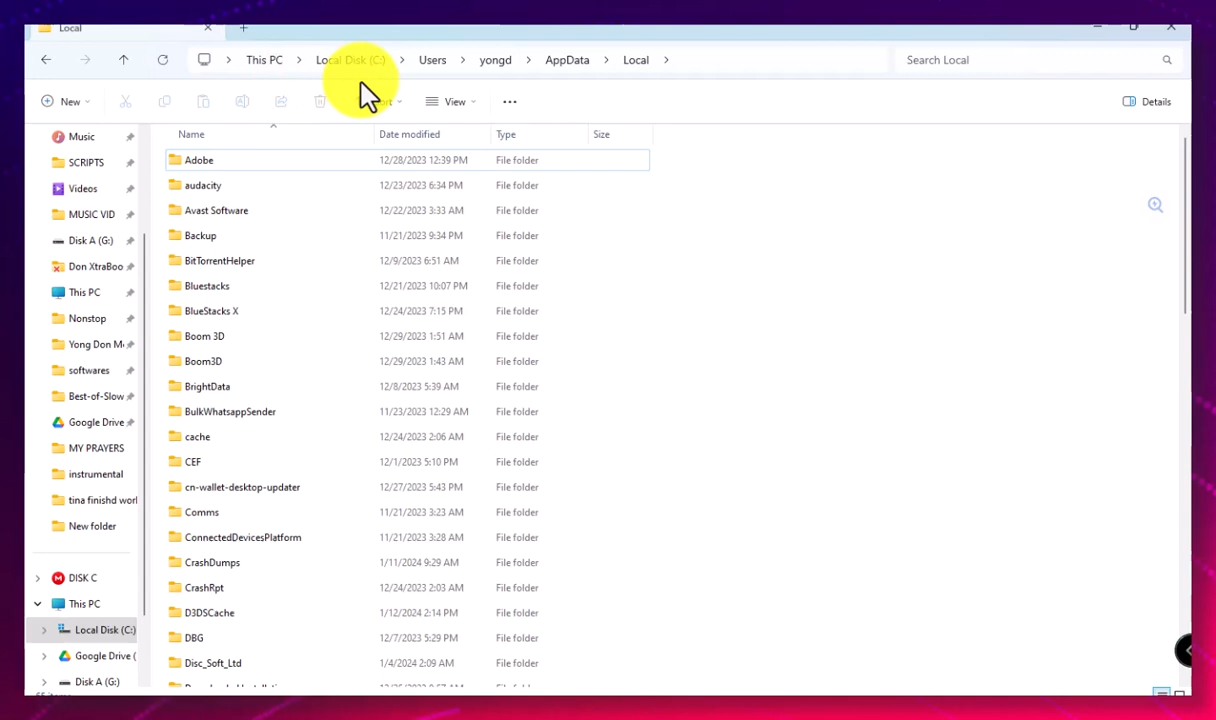 Local
This PC > Local Disk (C:) > Users > yongd > AppData > Local >
Search Local
New
View
Details
Name Date modified Type Size
Music
SCRIPTS
Videos
MUSIC VID
Disk A (G:)
Don XtraBoo
This PC
Nonstop
Yong Don M
softwares
Best-of-Slow
Google Drive
MY PRAYERS
instrumental
tina finishd worl
New folder
DISK C
This PC
Local Disk (C:)
Google Drive (
Disk A (G:)
Adobe 12/28/2023 12:39 PM File folder
audacity 12/23/2023 6:34 PM File folder
Avast Software 12/22/2023 3:33 AM File folder
Backup 11/21/2023 9:34 PM File folder
BitTorrentHelper 12/9/2023 6:51 AM File folder
Bluestacks 12/21/2023 10:07 PM File folder
BlueStacks X 12/24/2023 7:15 PM File folder
Boom 3D 12/29/2023 1:51 AM File folder
Boom3D 12/29/2023 1:43 AM File folder
BrightData 12/8/2023 5:39 AM File folder
BulkWhatsappSender 11/23/2023 12:29 AM File folder
cache 12/24/2023 2:06 AM File folder
CEF 12/1/2023 5:10 PM File folder
cn-wallet-desktop-updater 12/27/2023 5:43 PM File folder
Comms 11/21/2023 3:23 AM File folder
ConnectedDevicesPlatform 11/21/2023 3:28 AM File folder
CrashDumps 1/11/2024 9:29 AM File folder
CrashRpt 12/24/2023 2:03 AM File folder
D3DSCache 1/12/2024 2:14 PM File folder
DBG 12/7/2023 5:29 PM File folder
Disc_Soft_Ltd 1/4/2024 2:09 AM File folder